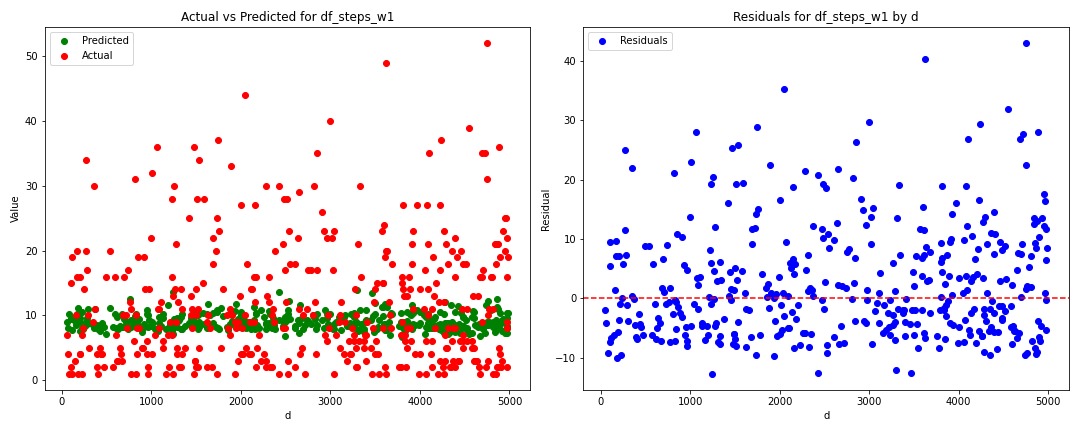 Actual vs Predicted for df_steps_w1
Predicted
Actual
Value
50
40
30
20
10
0
0
1000
2000
3000
4000
5000
d
Residuals for df_steps_w1 by d
Residuals
Residual
40
30
20
10
0
−10
0
1000
2000
3000
4000
5000
d